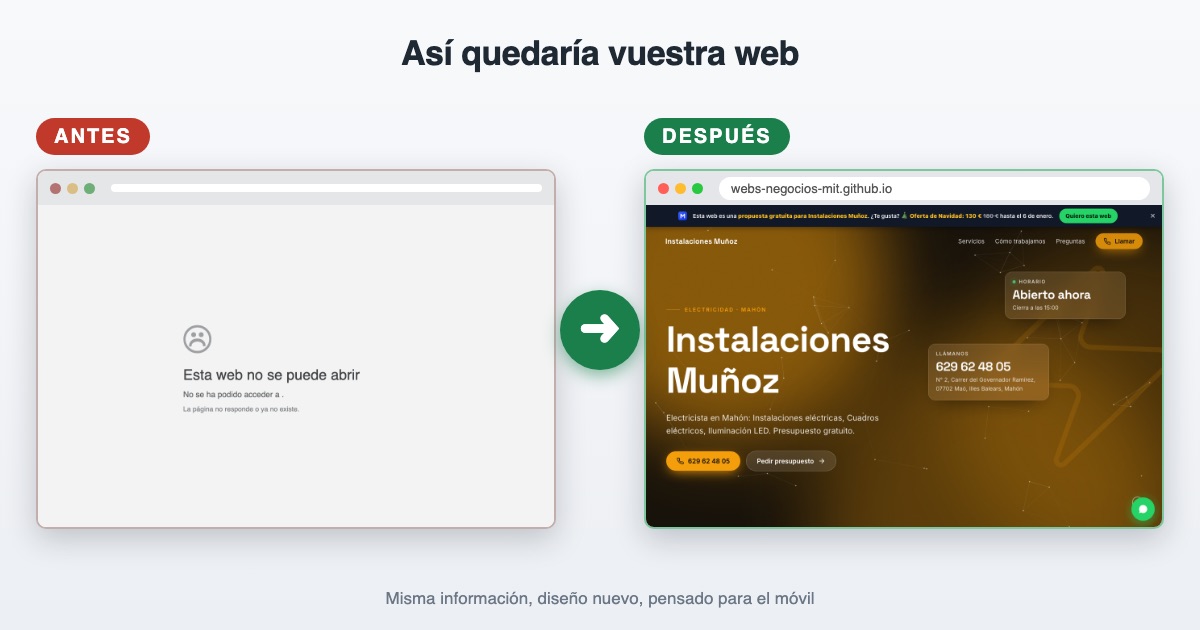 Así quedaría vuestra web
ANTES
Esta web no se puede abrir
No se ha podido acceder a .
La página no responde o ya no existe.
DESPUÉS
webs-negocios-mit.github.io
Esta web es una propuesta gratuita para Instalaciones Muñoz. ¿Te gusta? 🎄 Oferta de Navidad: 130 € 180 € hasta el 6 de enero. Quiero esta web ×
Instalaciones Muñoz Servicios Cómo trabajamos Preguntas Llamar
HORARIO
Abierto ahora
Cierra a las 15:00
ELECTRICIDAD · MAHÓN
Instalaciones
Muñoz
LLÁMANOS
629 62 48 05
Nº 2, Carrer del Governador Ramírez,
07702 Maó, Illes Balears, Mahón
Electricista en Mahón: Instalaciones eléctricas, Cuadros
eléctricos, Iluminación LED. Presupuesto gratuito.
629 62 48 05 Pedir presupuesto →
Misma información, diseño nuevo, pensado para el móvil